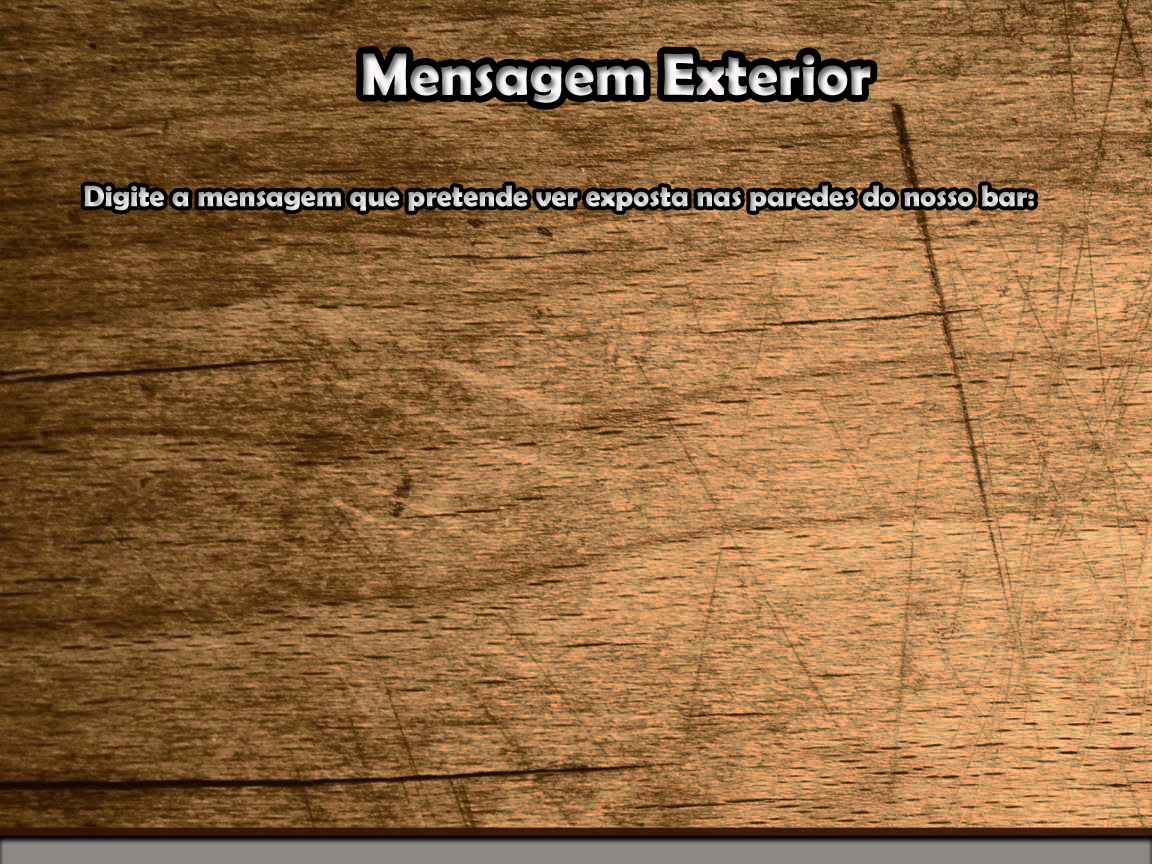 Mensagem Exterior
Digite a mensagem que pretende ver exposta nas paredes do nosso bar: